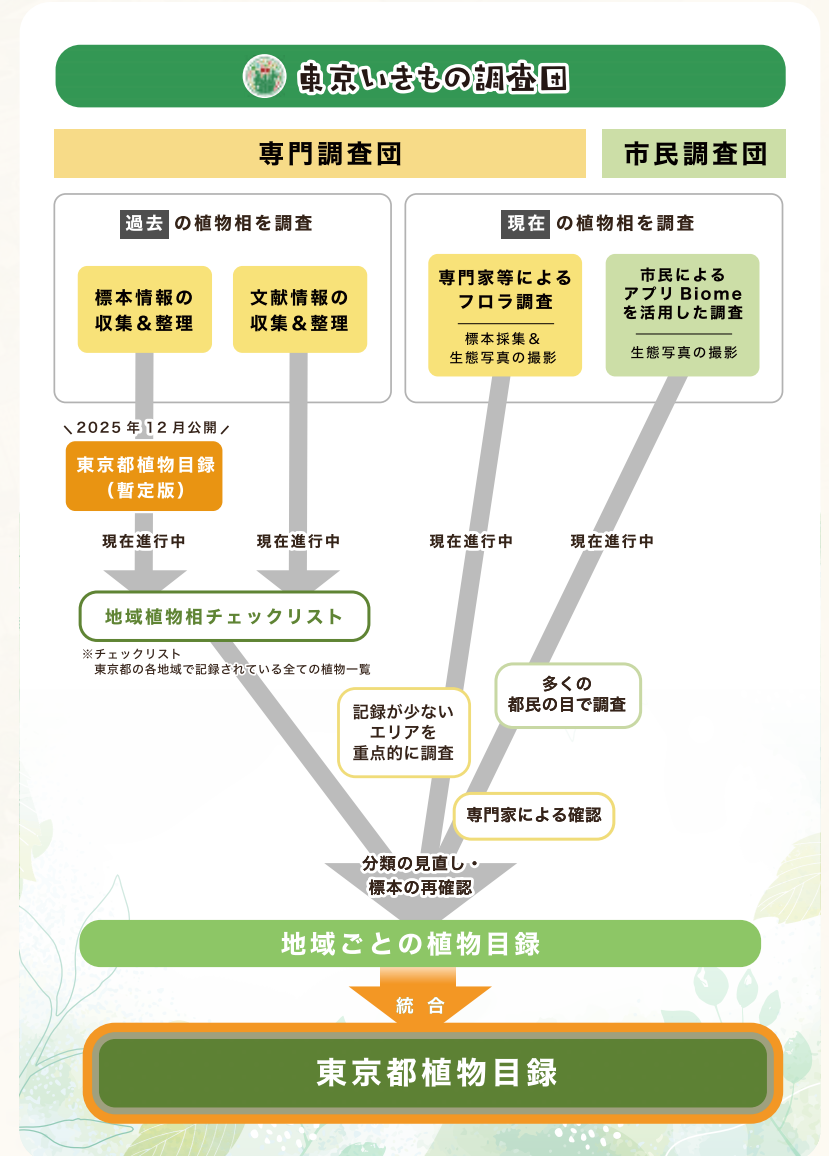 東京いきもの調査団
専門調査団
市民調査団
過去 の植物相を調査
現在 の植物相を調査
標本情報の
収集＆整理
文献情報の
収集＆整理
専門家等による
フロラ調査
標本採集＆
生態写真の撮影
市民による
アプリBiome
を活用した調査
生態写真の撮影
＼2025年12月公開／
東京都植物目録
（暫定版）
現在進行中
現在進行中
現在進行中
現在進行中
地域植物相チェックリスト
※チェックリスト
東京都の各地域で記録されている全ての植物一覧
多くの
都民の目で調査
記録が少ない
エリアを
重点的に調査
専門家による確認
分類の見直し・
標本の再確認
地域ごとの植物目録
統合
東京都植物目録